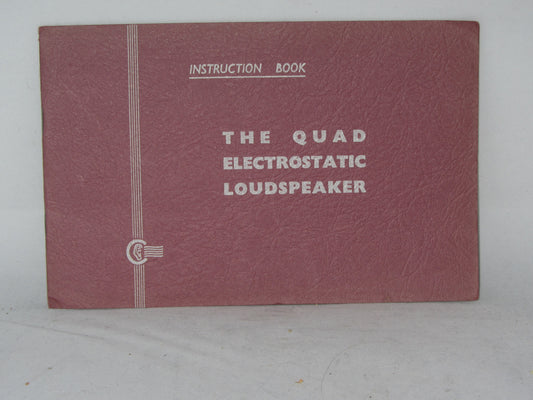 INSTRUCTION BOOK
THE QUAD
ELECTROSTATIC
LOUDSPEAKER